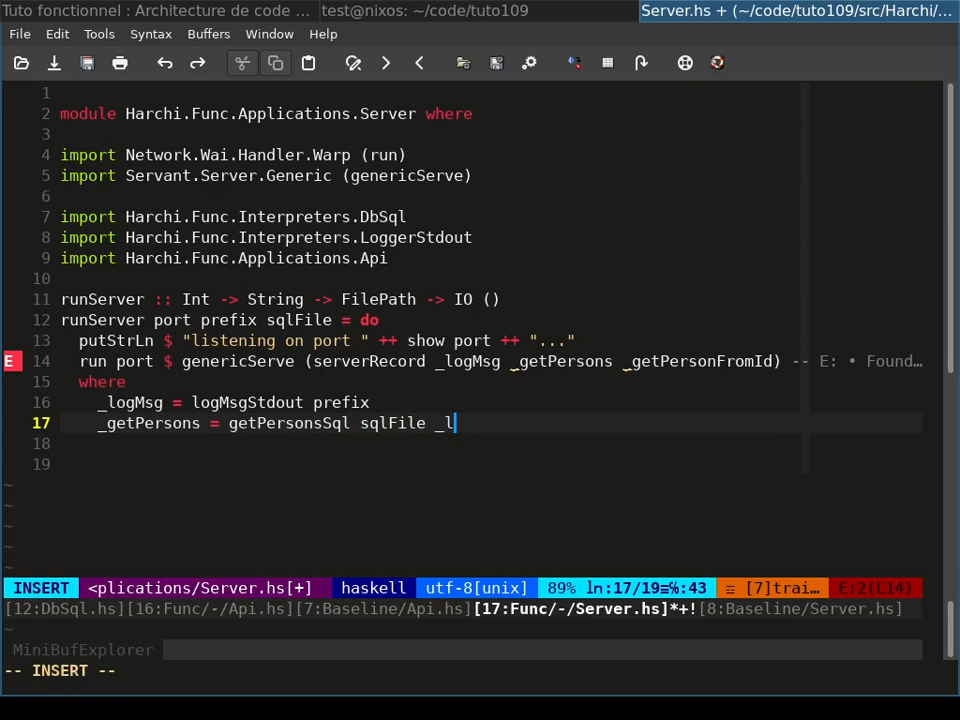 Tuto fonctionnel : Architecture de code ... test@nixos: ~/code/tuto109 Server.hs + (~/code/tuto109/src/Harchi/...
File Edit Tools Syntax Buffers Window Help
1
2 module Harchi.Func.Applications.Server where
3
4 import Network.Wai.Handler.Warp (run)
5 import Servant.Server.Generic (genericServe)
6
7 import Harchi.Func.Interpreters.DbSql
8 import Harchi.Func.Interpreters.LoggerStdout
9 import Harchi.Func.Applications.Api
10
11 runServer :: Int -> String -> FilePath -> IO ()
12 runServer port prefix sqlFile = do
13 putStrLn $ "listening on port " ++ show port ++ "..."
E 14 run port $ genericServe (serverRecord _logMsg _getPersons _getPersonFromId) -- E: • Found…
15 where
16 _logMsg = logMsgStdout prefix
17 _getPersons = getPersonsSql sqlFile _l
18
19
~
~
~
~
~
INSERT <plications/Server.hs[+] haskell utf-8[unix] 89% ln:17/19≡%:43 ☲ [7]trai… E:2(L14)
[12:DbSql.hs][16:Func/-/Api.hs][7:Baseline/Api.hs][17:Func/-/Server.hs]*+![8:Baseline/Server.hs]
~
MiniBufExplorer
-- INSERT --